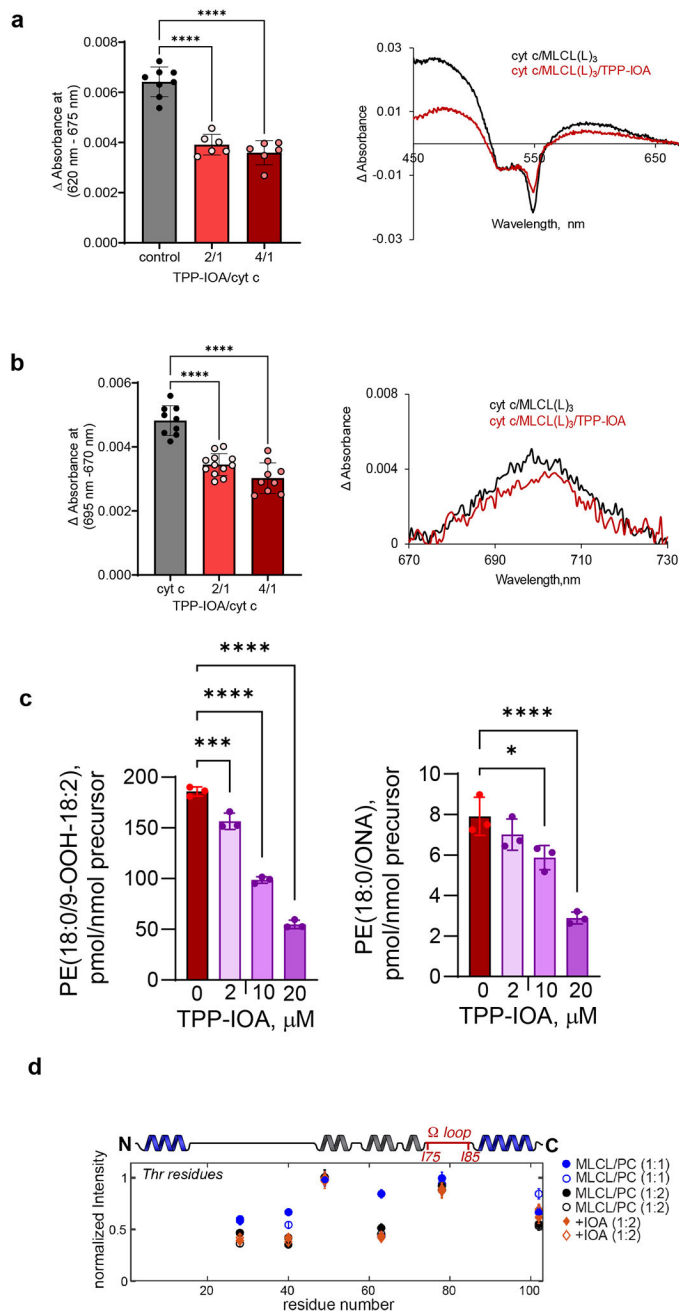 a
****
****
0.008
0.006
0.004
0.002
0.000
Δ Absorbance at
(620 nm - 675 nm)
control
2/1
4/1
TPP-IOA/cyt c
0.03
0.01
-0.01
-0.03
Δ Absorbance
450
550
650
Wavelength, nm
cyt c/MLCL(L)3
cyt c/MLCL(L)3/TPP-IOA
b
****
****
0.006
0.004
0.002
0.000
Δ Absorbance at
(695 nm -670 nm)
cyt c
2/1
4/1
TPP-IOA/cyt c
0.008
0.004
0
Δ Absorbance
cyt c/MLCL(L)3
cyt c/MLCL(L)3/TPP-IOA
670
690
710
730
Wavelength,nm
c
****
****
***
200
150
100
50
0
PE(18:0/9-OOH-18:2),
pmol/nmol precursor
0
2
10
20
TPP-IOA, μM
****
*
10
8
6
4
2
0
PE(18:0/ONA),
pmol/nmol precursor
0
2
10
20
TPP-IOA, μM
d
N
Ω loop
I75
I85
C
Thr residues
1
0.5
normalized Intensity
20
40
60
80
100
residue number
MLCL/PC (1:1)
MLCL/PC (1:1)
MLCL/PC (1:2)
MLCL/PC (1:2)
+IOA (1:2)
+IOA (1:2)